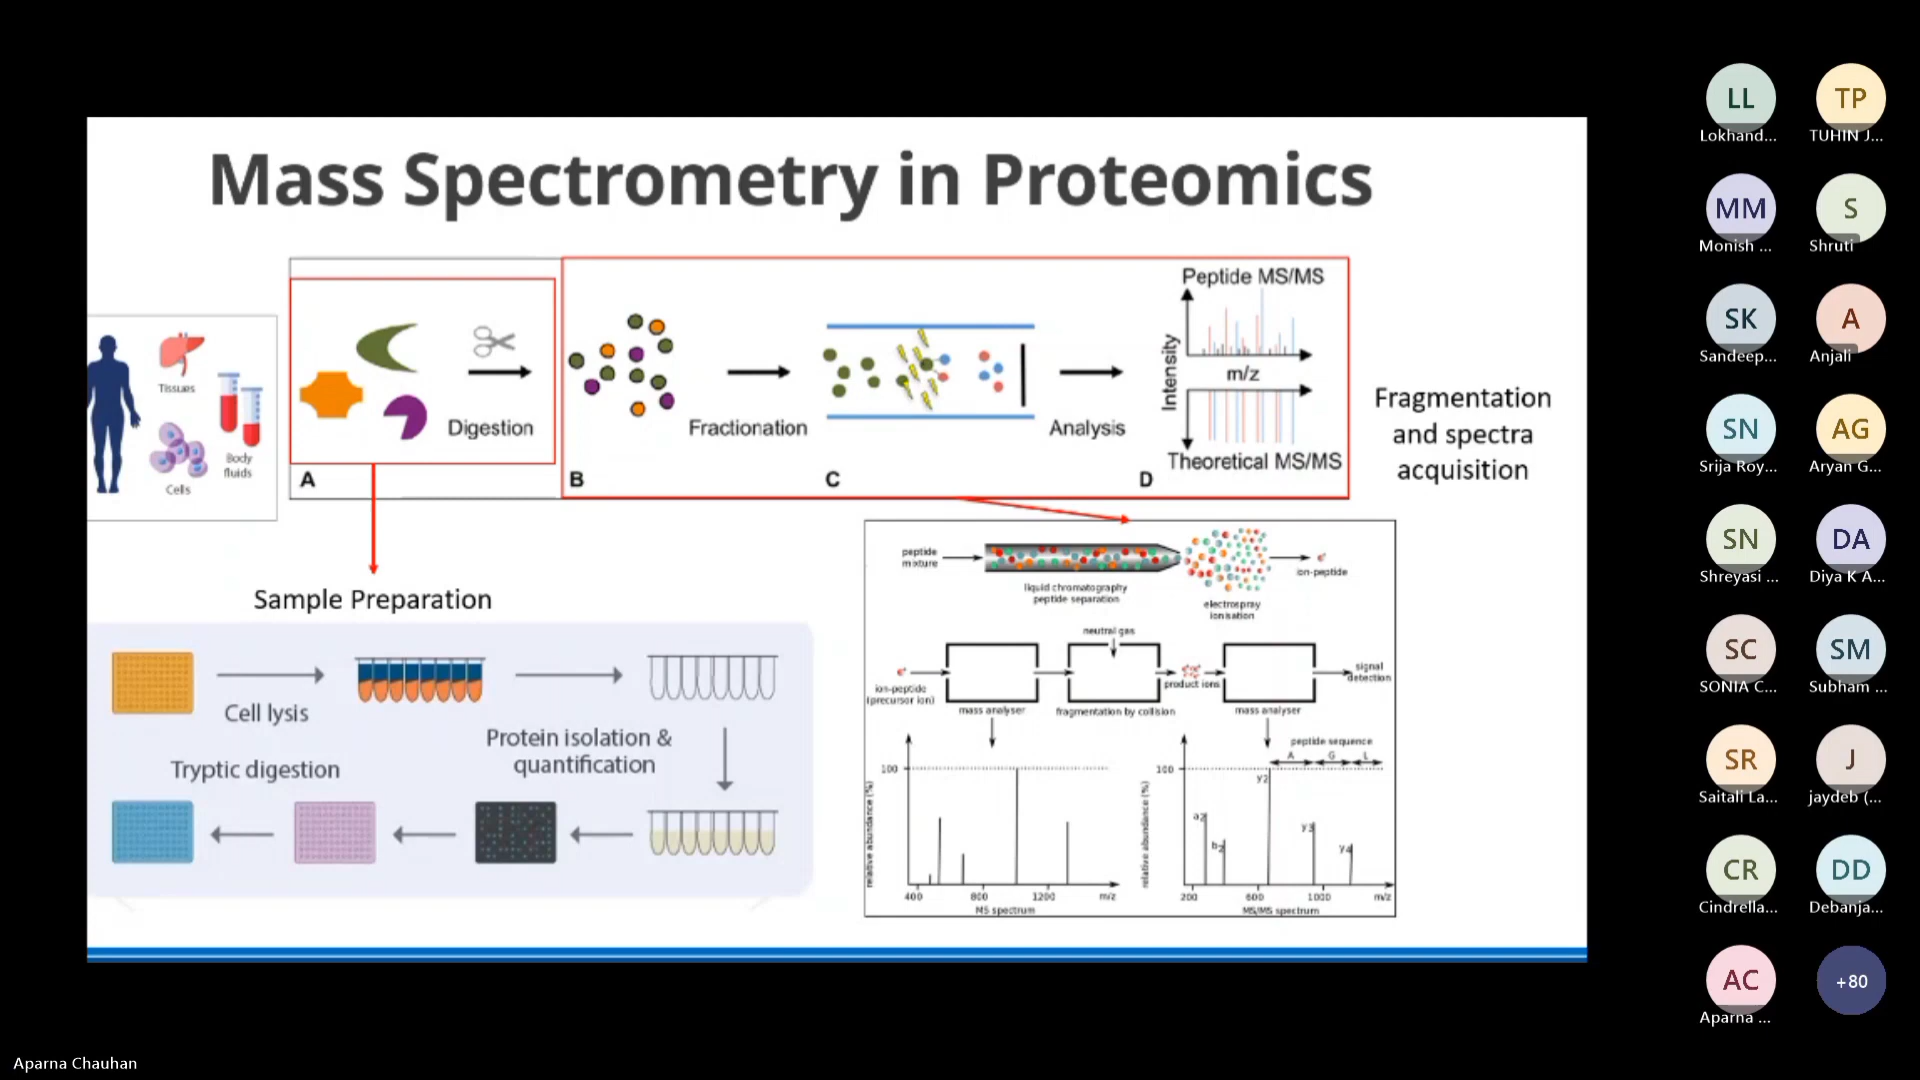 Mass Spectrometry in Proteomics
Tissues
Cells
Body
fluids
Digestion
A
B
Fractionation
C
Analysis
D
Peptide MS/MS
Intensity
m/z
Theoretical MS/MS
Fragmentation
and spectra
acquisition
Sample Preparation
Cell lysis
Protein isolation &
quantification
Tryptic digestion
peptide
mixture
liquid chromatography
peptide separation
electrospray
ionisation
ion-peptide
neutral gas
ion-peptide
(precursor ion)
mass analyser
fragmentation by collision
product ions
mass analyser
signal
detection
relative abundance (%)
100
400
800
1200
m/z
MS spectrum
relative abundance (%)
100
peptide sequence
A
G
L
a2
b2
y2
y3
y4
200
600
1000
m/z
MS/MS spectrum
LL
Lokhand...
TP
TUHIN J...
MM
Monish ...
S
Shruti
SK
Sandeep...
A
Anjali
SN
Srija Roy...
AG
Aryan G...
SN
Shreyasi ...
DA
Diya K A...
SC
SONIA C...
SM
Subham ...
SR
Saitali La...
J
jaydeb (...
CR
Cindrella...
DD
Debanja...
AC
Aparna ...
+80
Aparna Chauhan